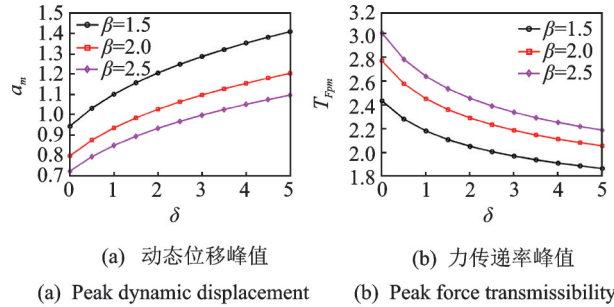 1.5
1.4
1.3
1.2
1.1
1.0
0.9
0.8
0.7
a_m
β=1.5
β=2.0
β=2.5
0 1 2 3 4 5
δ
3.0
2.8
2.6
2.4
2.2
2.0
1.8
T_{Fpm}
β=1.5
β=2.0
β=2.5
0 1 2 3 4 5
δ
(a) 动态位移峰值
(b) 力传递率峰值
(a) Peak dynamic displacement
(b) Peak force transmissibility